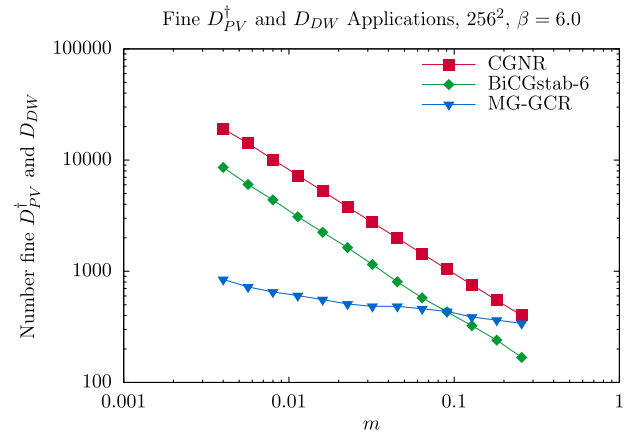 Fine $D_{PV}^{\dagger}$ and $D_{DW}$ Applications, $256^2$, $\beta = 6.0$
CGNR
BiCGstab-6
MG-GCR
Number fine $D_{PV}^{\dagger}$ and $D_{DW}$
100000
10000
1000
100
0.001 0.01 0.1 1
m